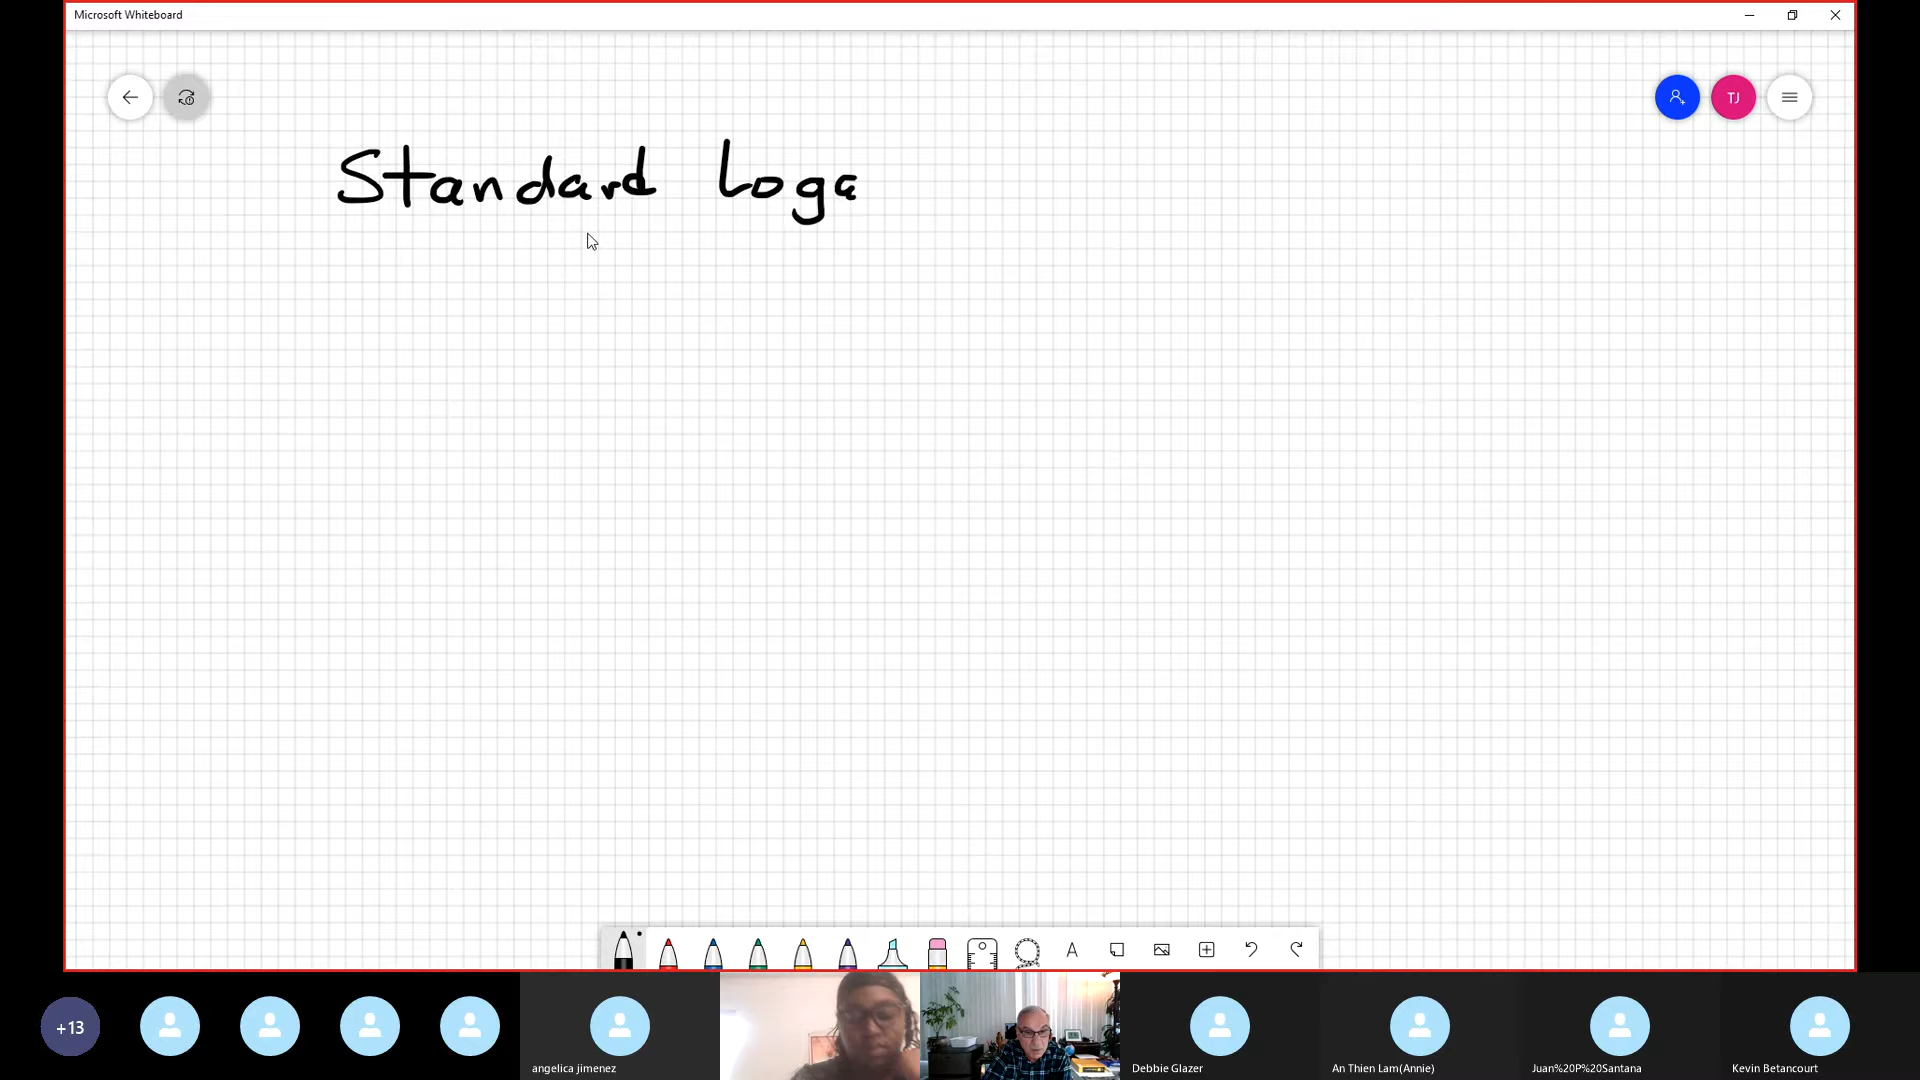 Microsoft Whiteboard
TJ
Standard Loga
A
+13
angelica jimenez
Debbie Glazer
An Thien Lam(Annie)
Juan%20P%20Santana
Kevin Betancourt